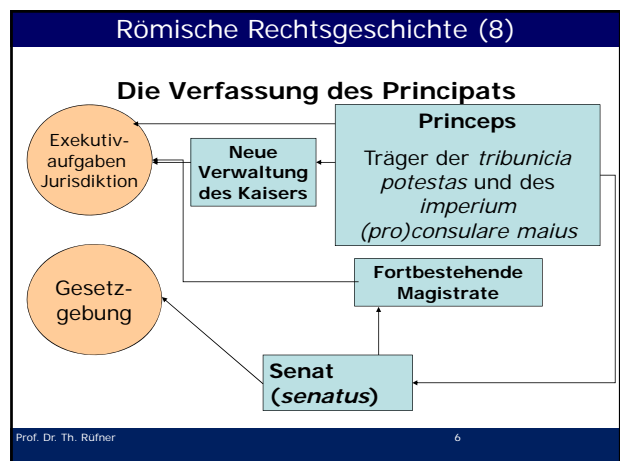 Römische Rechtsgeschichte (8)
Die Verfassung des Principats
Exekutiv-
aufgaben
Jurisdiktion
Neue
Verwaltung
des Kaisers
Princeps
Träger der tribunicia
potestas und des
imperium
(pro)consulare maius
Gesetz-
gebung
Fortbestehende
Magistrate
Senat
(senatus)
Prof. Dr. Th. Rüfner
6